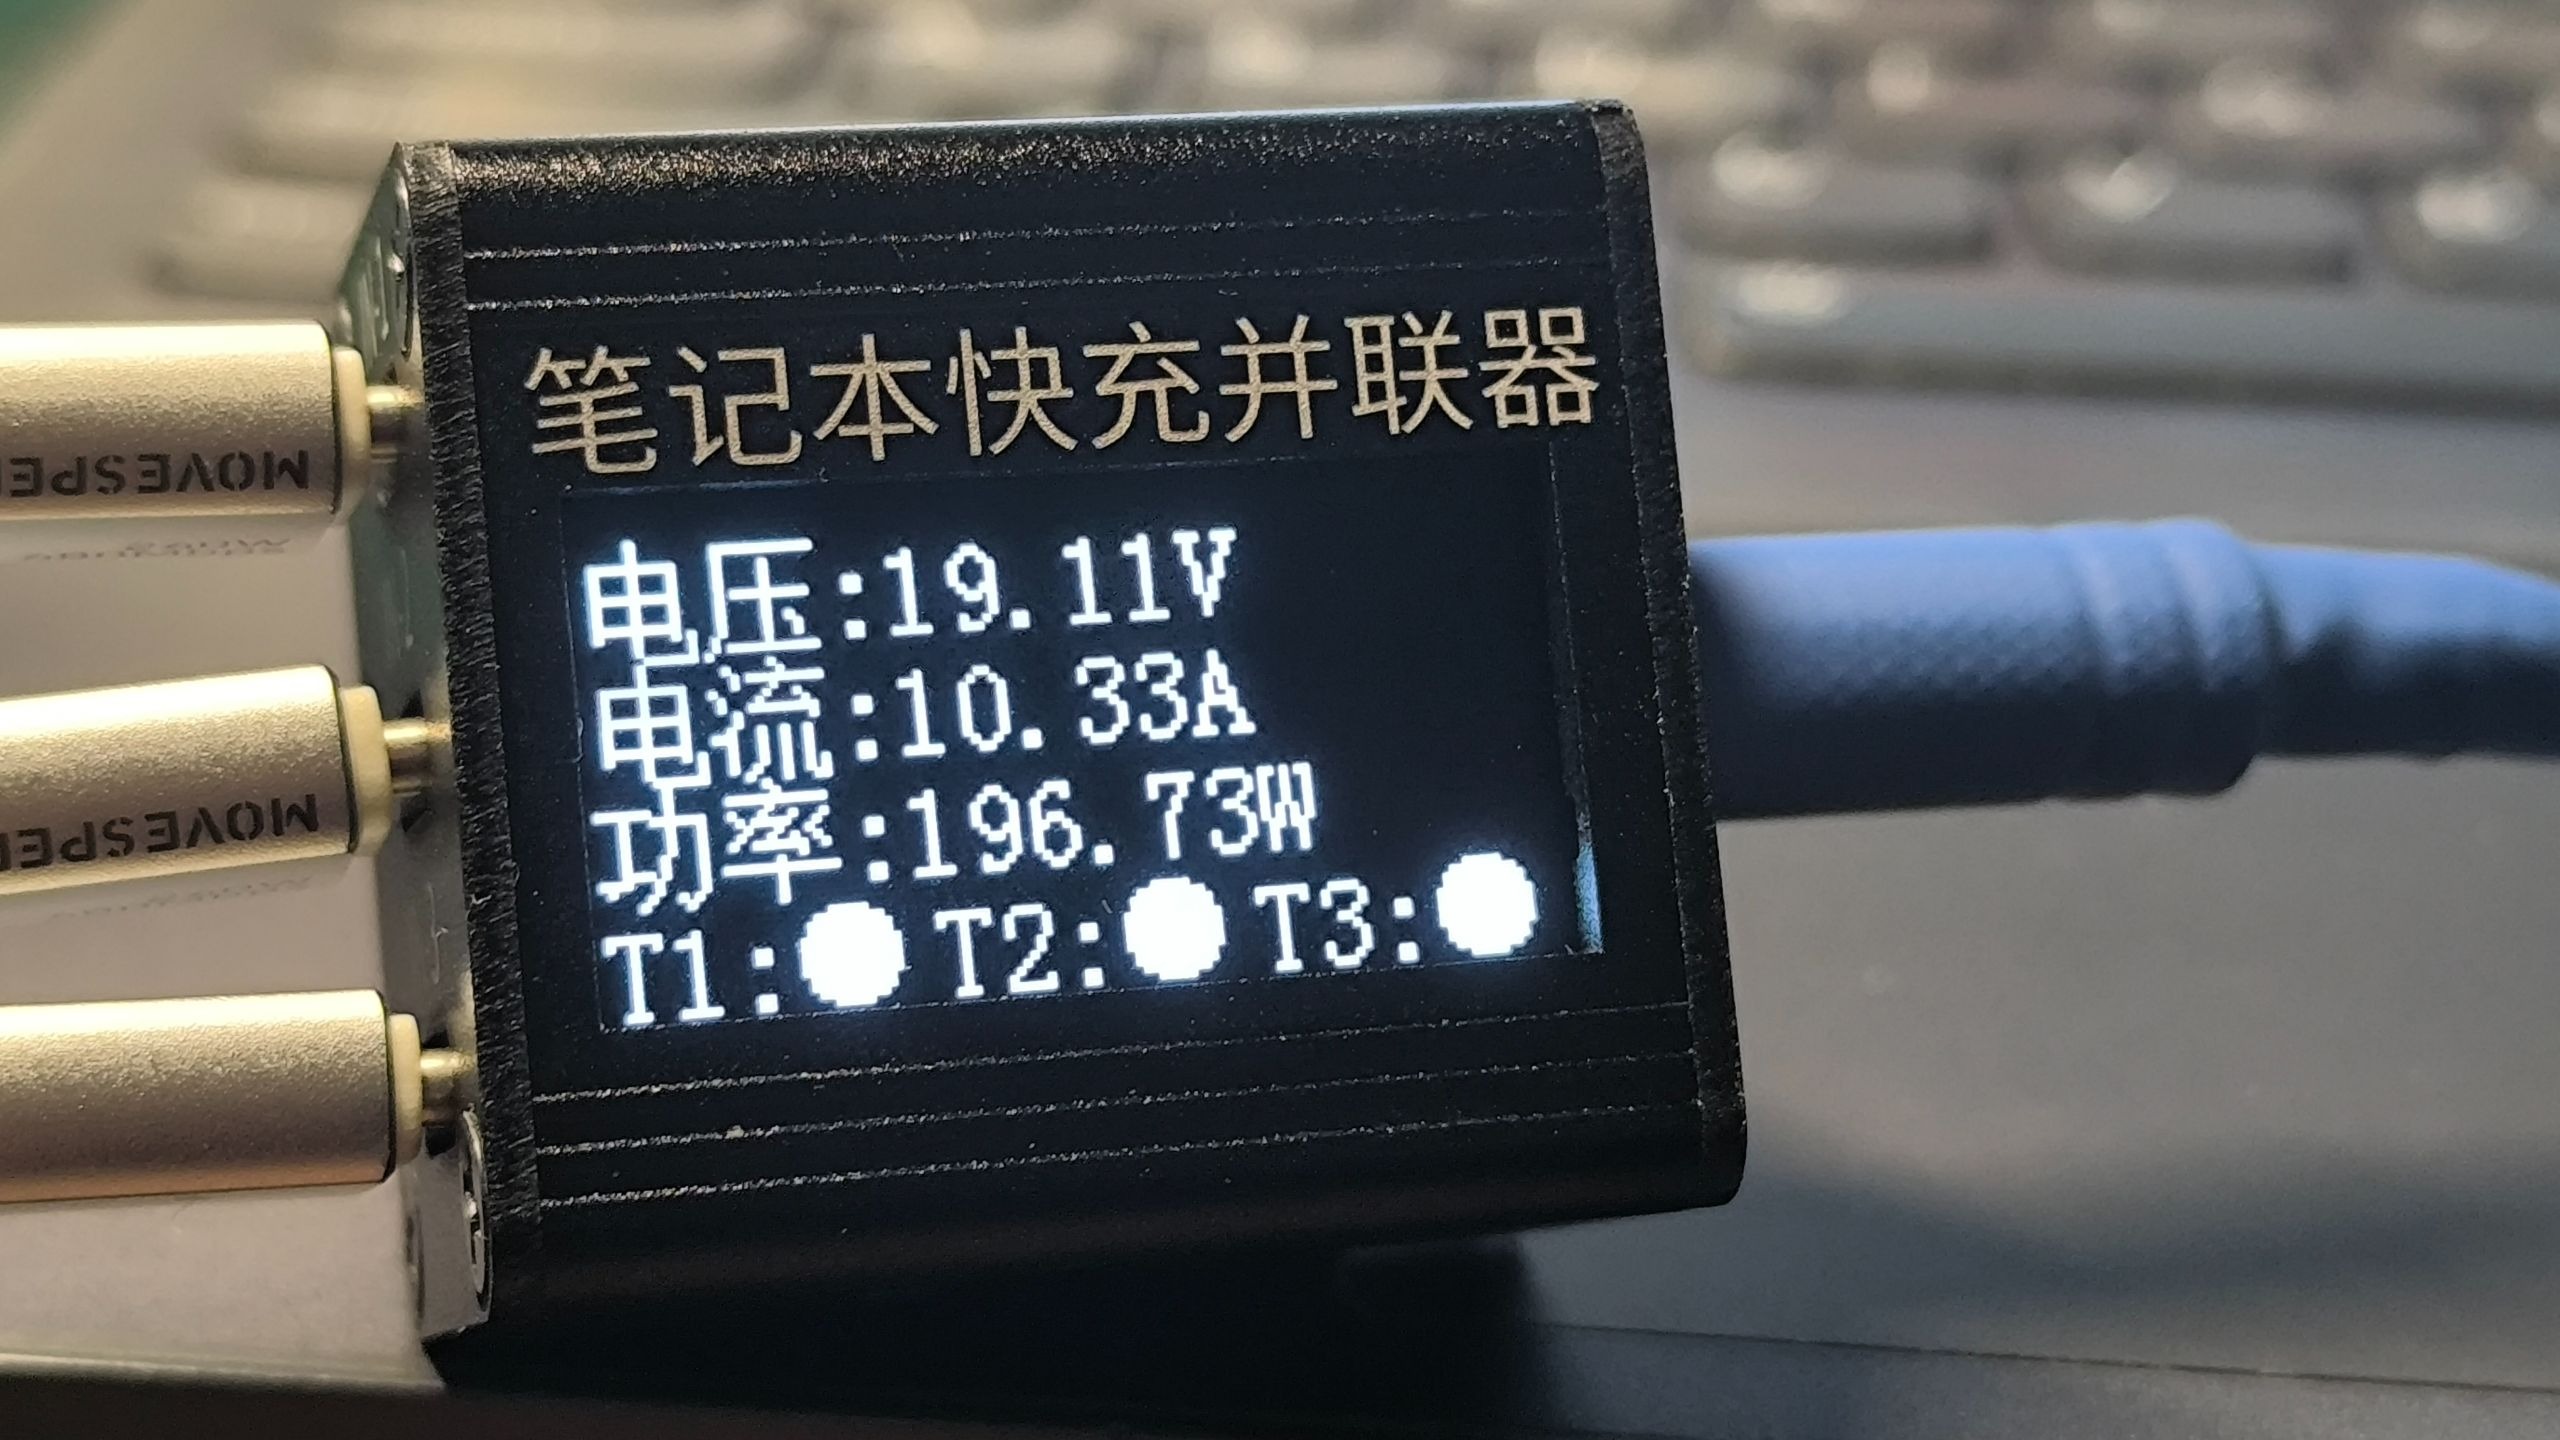 笔记本快充并联器
电压:19.11V
电流:10.33A
功率:196.73W
T1:● T2:● T3:●
MOVESPE
MOVESPE